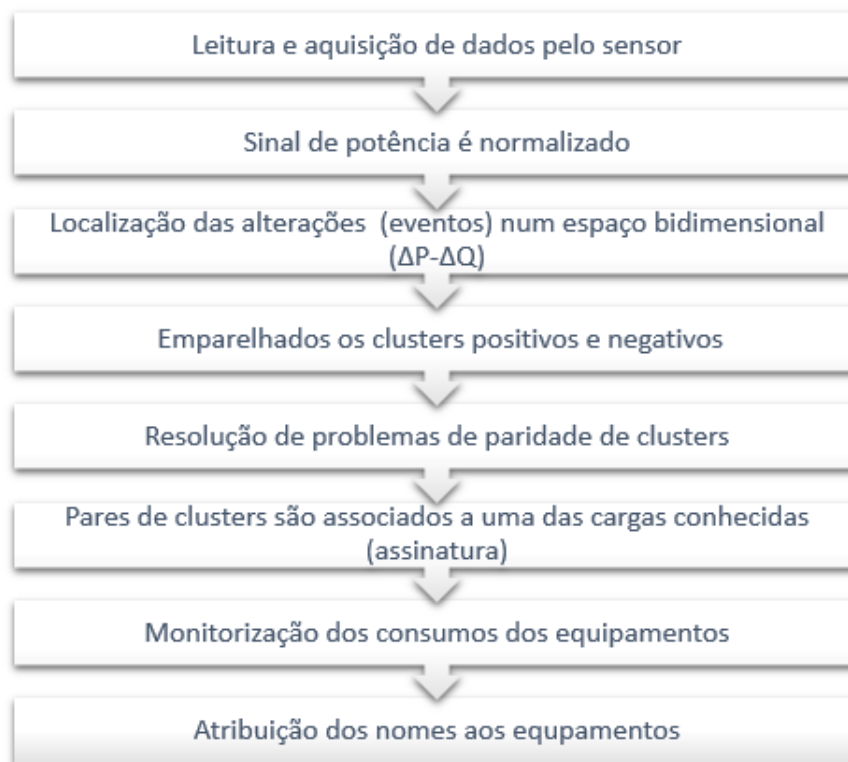 Leitura e aquisição de dados pelo sensor
Sinal de potência é normalizado
Localização das alterações (eventos) num espaço bidimensional
(ΔP-ΔQ)
Emparelhados os clusters positivos e negativos
Resolução de problemas de paridade de clusters
Pares de clusters são associados a uma das cargas conhecidas
(assinatura)
Monitorização dos consumos dos equipamentos
Atribuição dos nomes aos equpamentos